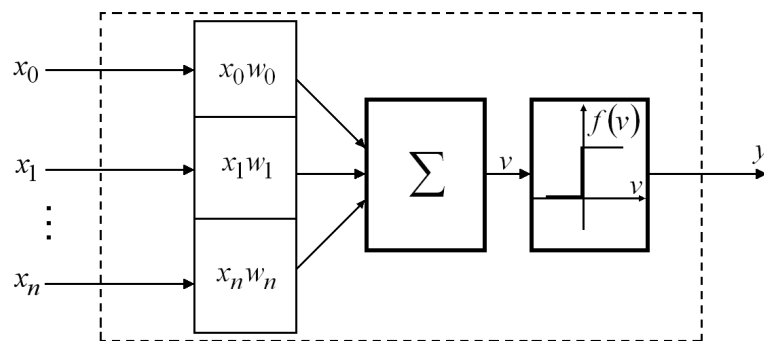 x₀
x₀w₀
f(v)
x₁
x₁w₁
Σ
v
v
y
⋮
xₙ
xₙwₙ